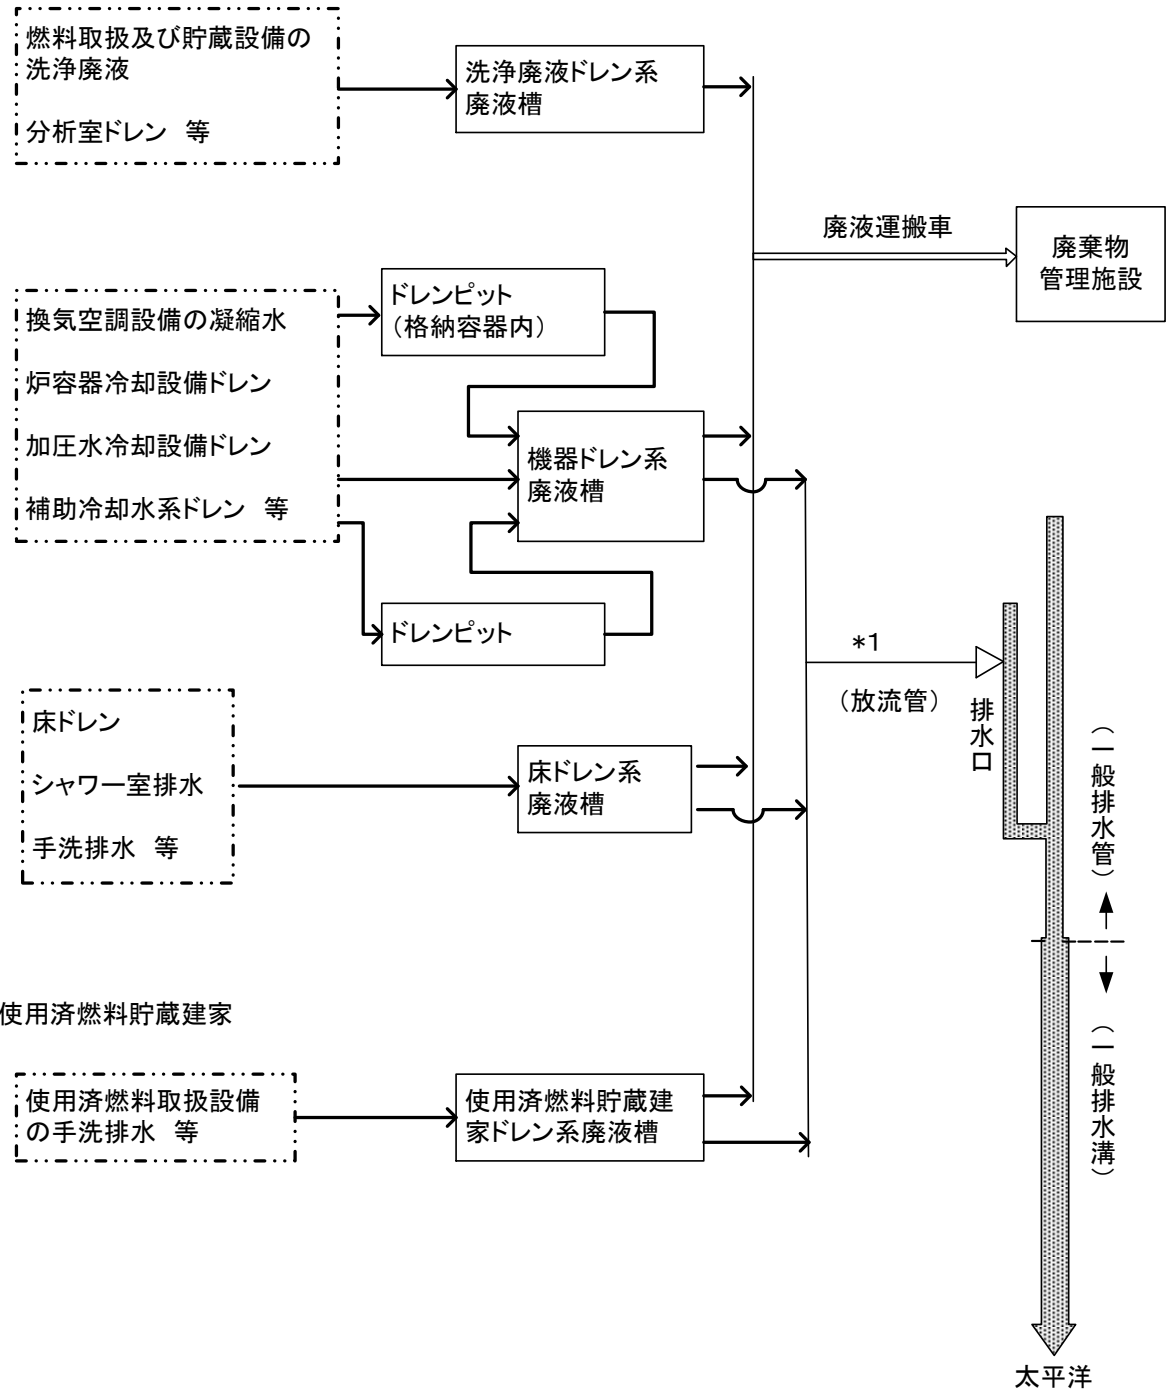 燃料取扱及び貯蔵設備の
洗浄廃液
分析室ドレン 等
洗浄廃液ドレン系
廃液槽
廃液運搬車
廃棄物
管理施設
換気空調設備の凝縮水
炉容器冷却設備ドレン
加圧水冷却設備ドレン
補助冷却水系ドレン 等
ドレンピット
(格納容器内)
機器ドレン系
廃液槽
ドレンピット
*1
(放流管)
排水口
床ドレン
シャワー室排水
手洗排水 等
床ドレン系
廃液槽
(一般排水管)
(一般排水溝)
使用済燃料貯蔵建家
使用済燃料取扱設備
の手洗排水 等
使用済燃料貯蔵建
家ドレン系廃液槽
太平洋